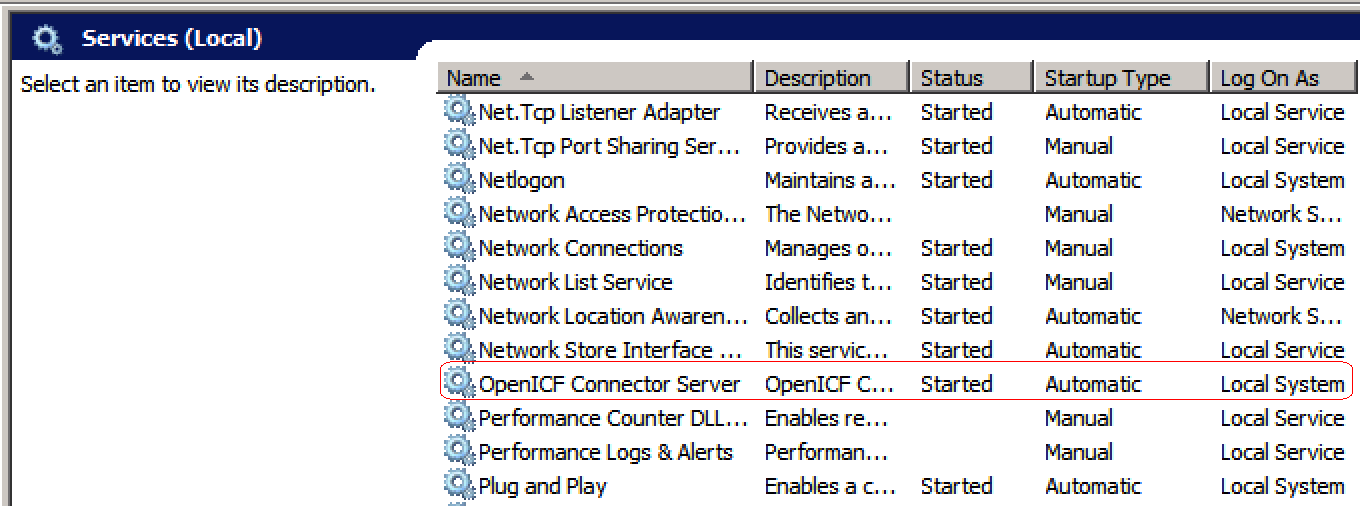 Services (Local)
Select an item to view its description.
Name Description Status Startup Type Log On As
Net.Tcp Listener Adapter Receives a... Started Automatic Local Service
Net.Tcp Port Sharing Ser... Provides a... Started Manual Local Service
Netlogon Maintains a... Started Automatic Local System
Network Access Protectio... The Netwo... Manual Network S...
Network Connections Manages o... Started Manual Local System
Network List Service Identifies t... Started Manual Local Service
Network Location Awaren... Collects an... Started Automatic Network S...
Network Store Interface ... This servic... Started Automatic Local Service
OpenICF Connector Server OpenICF C... Started Automatic Local System
Performance Counter DLL... Enables re... Manual Local Service
Performance Logs & Alerts Performan... Manual Local Service
Plug and Play Enables a c... Started Automatic Local System